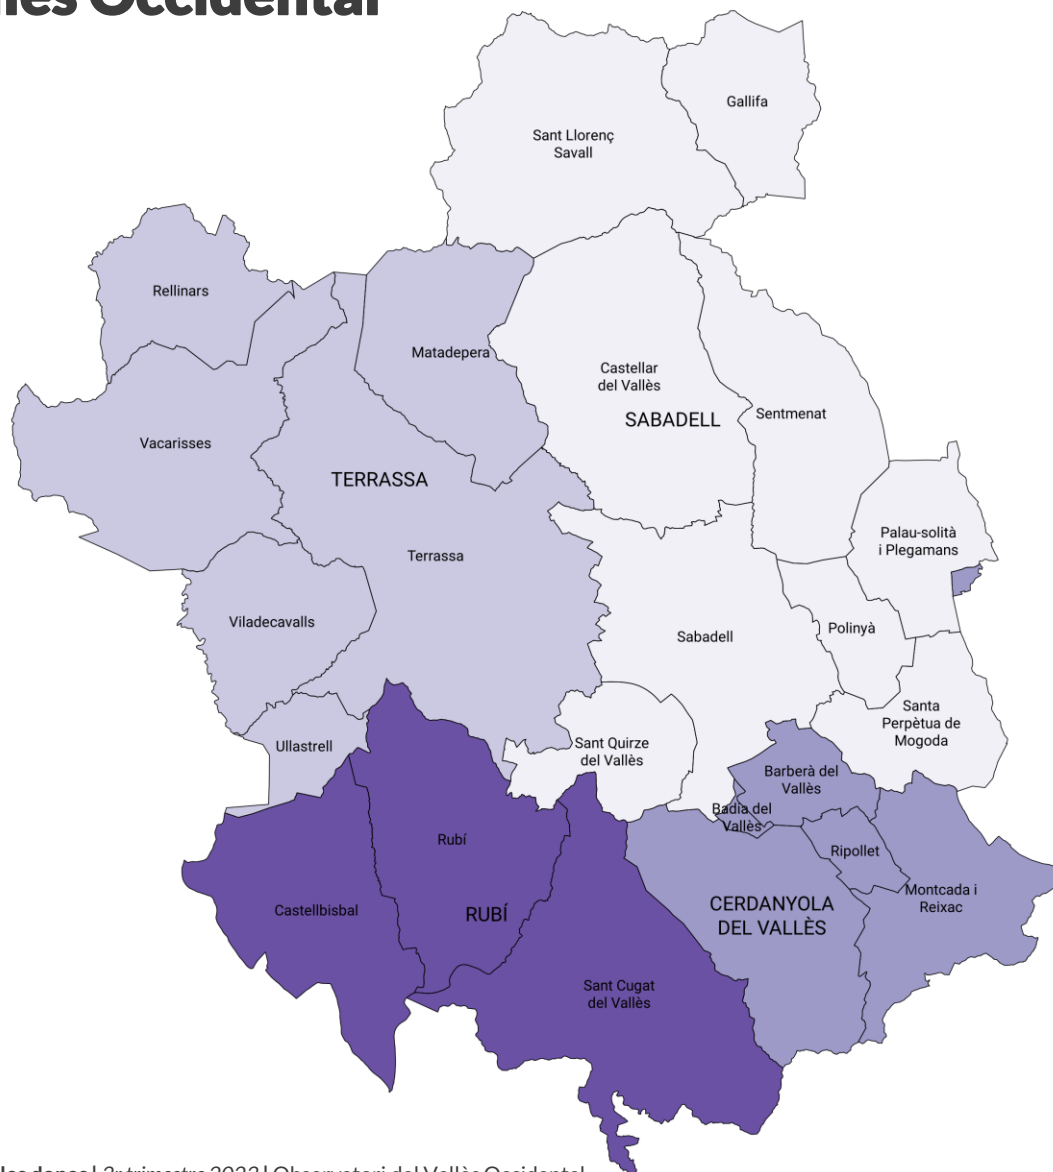 Occidental
Gallifa
Sant Llorenç
Savall
Rellinars
Matadepera
Castellar
del Vallès
SABADELL
Sentmenat
Vacarisses
TERRASSA
Terrassa
Palau-solità
i Plegamans
Viladecavalls
Sabadell
Polinyà
Santa
Perpètua de
Mogoda
Ullastrell
Sant Quirze
del Vallès
Barberà del
Vallès
Badia del
Vallès
Rubí
Ripollet
Castellbisbal
RUBÍ
CERDANYOLA
DEL VALLÈS
Montcada i
Reixac
Sant Cugat
del Vallès